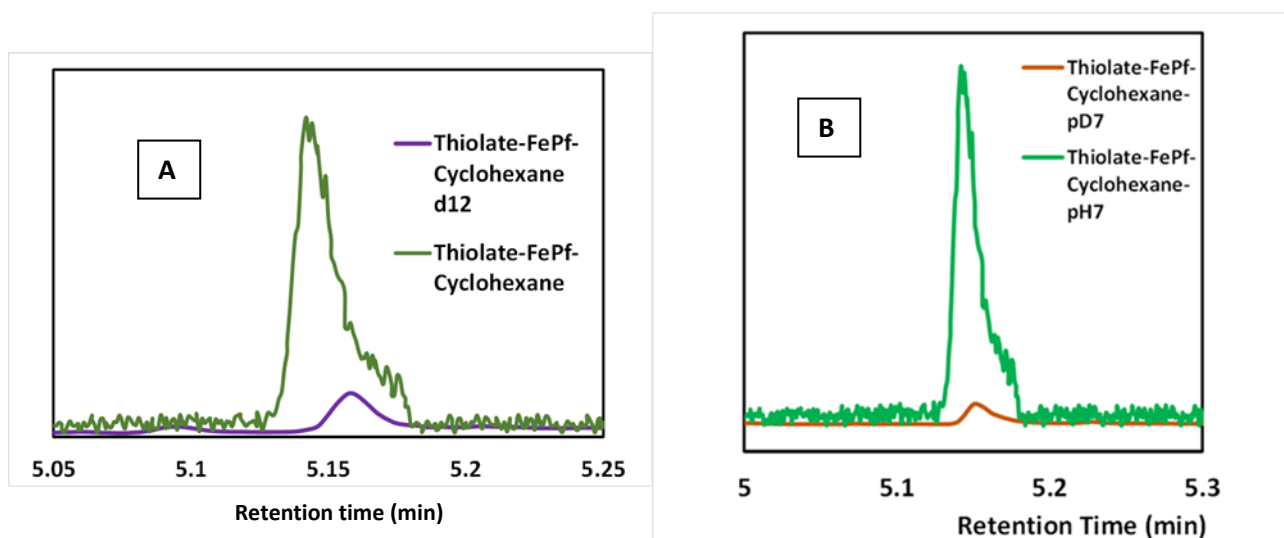 A
Thiolate-FePf-
Cyclohexane
d12
Thiolate-FePf-
Cyclohexane
5.05 5.1 5.15 5.2 5.25
Retention time (min)
B
Thiolate-FePf-
Cyclohexane-
pD7
Thiolate-FePf-
Cyclohexane-
pH7
5 5.1 5.2 5.3
Retention Time (min)